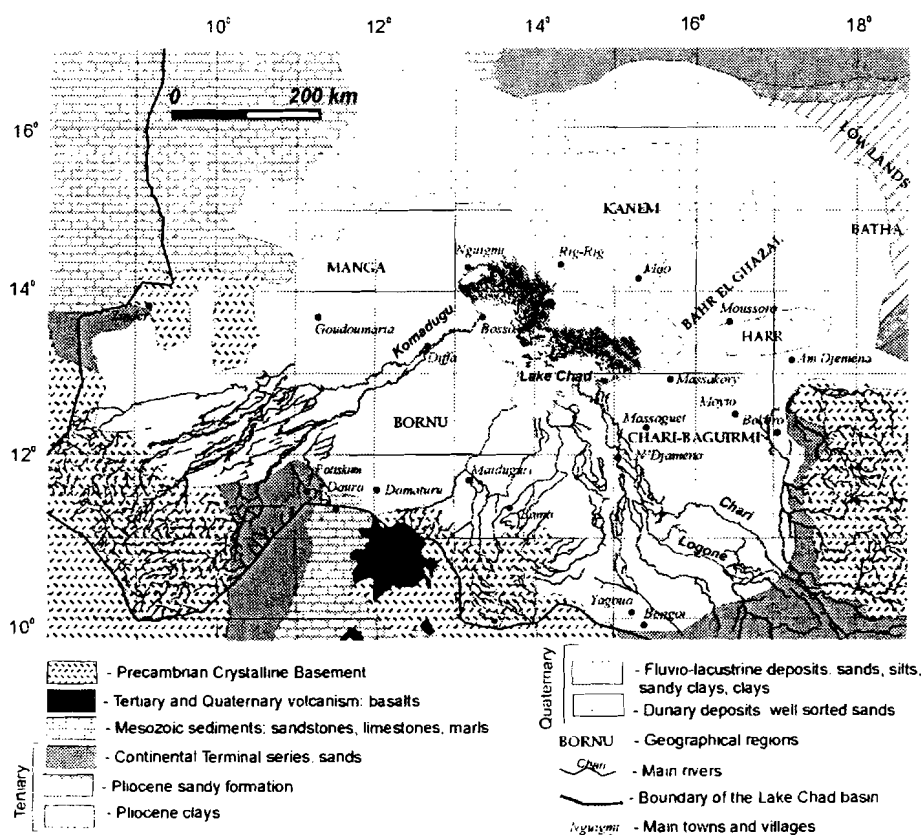 10° 12° 14° 16° 18°
0 200 km
16°
LOW LANDS
KANEM
BATHA
Nguigmi
Rig-Rig
Mao
MANGA
BAHR EL GHAZAL
14°
Moussoro
Goudoumaria
Komadugu
Bosso
HARR
Diffa
Am Djemena
Lake Chad
Massakory
Moyto
BORNU
Massaguet
Bokoro
CHARI-BAGUIRMI
12°
N'Djamena
Potiskum
Maiduguri
Daura
Damaturu
Bama
Chari
Logone
Yagoua
Bongor
10°
- Precambrian Crystalline Basement
- Tertiary and Quaternary volcanism: basalts
- Mesozoic sediments: sandstones, limestones, marls
Tertiary
- Continental Terminal series, sands
- Pliocene sandy formation
- Pliocene clays
Quaternary
- Fluvio-lacustrine deposits. sands, silts,
sandy clays, clays
- Dunary deposits well sorted sands
BORNU - Geographical regions
Chari - Main rivers
- Boundary of the Lake Chad basin
Nguigmi - Main towns and villages